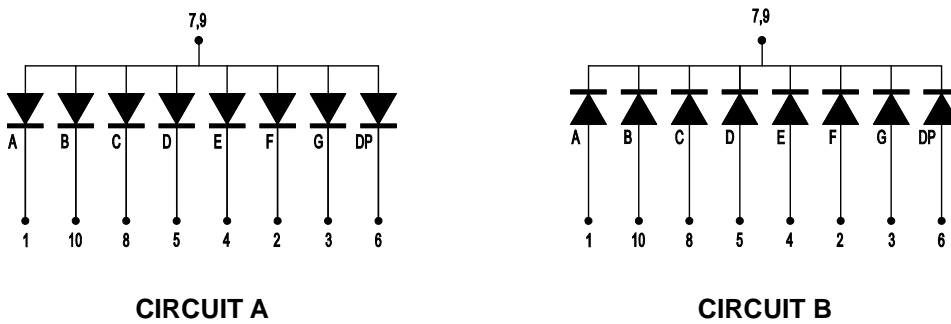 7,9 7,9
A B C D E F G DP A B C D E F G DP
1 10 8 5 4 2 3 6 1 10 8 5 4 2 3 6
CIRCUIT A CIRCUIT B